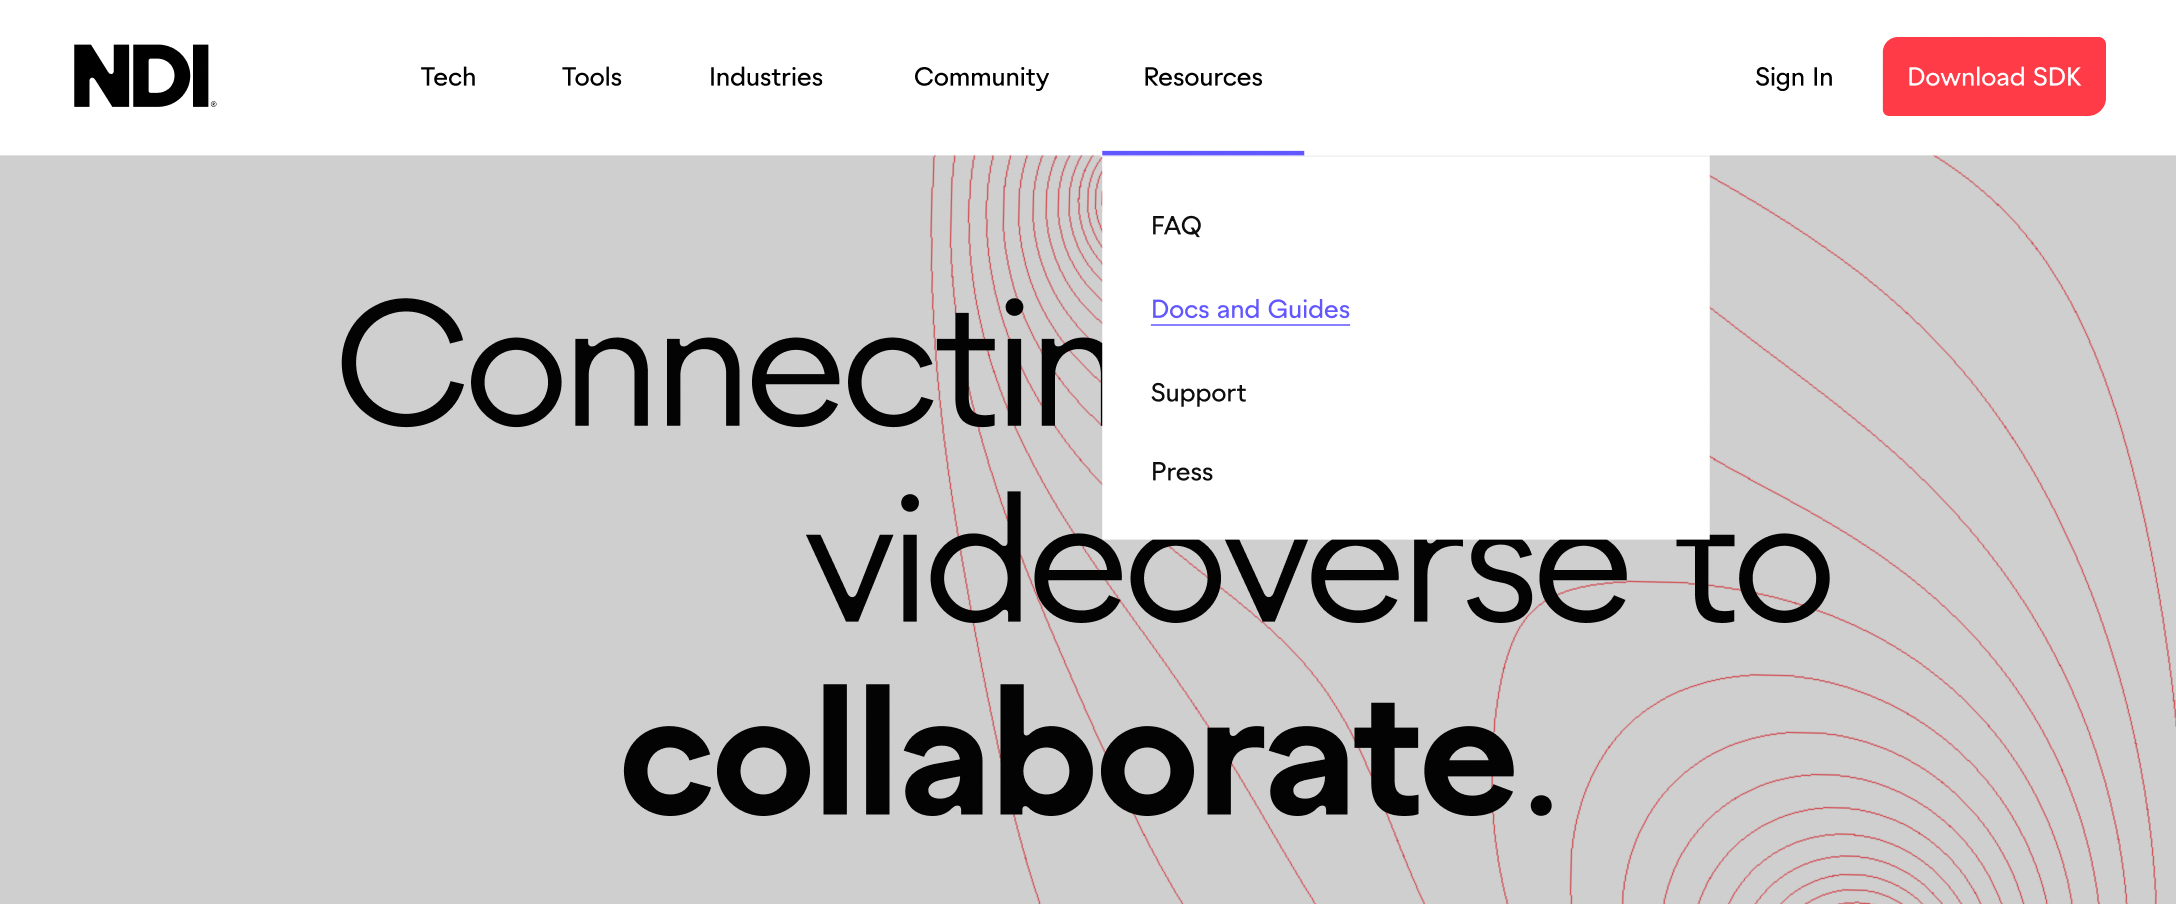 NDI®
Tech
Tools
Industries
Community
Resources
Sign In
Download SDK
FAQ
Docs and Guides
Support
Press
Connectin
videoverse to
collaborate.